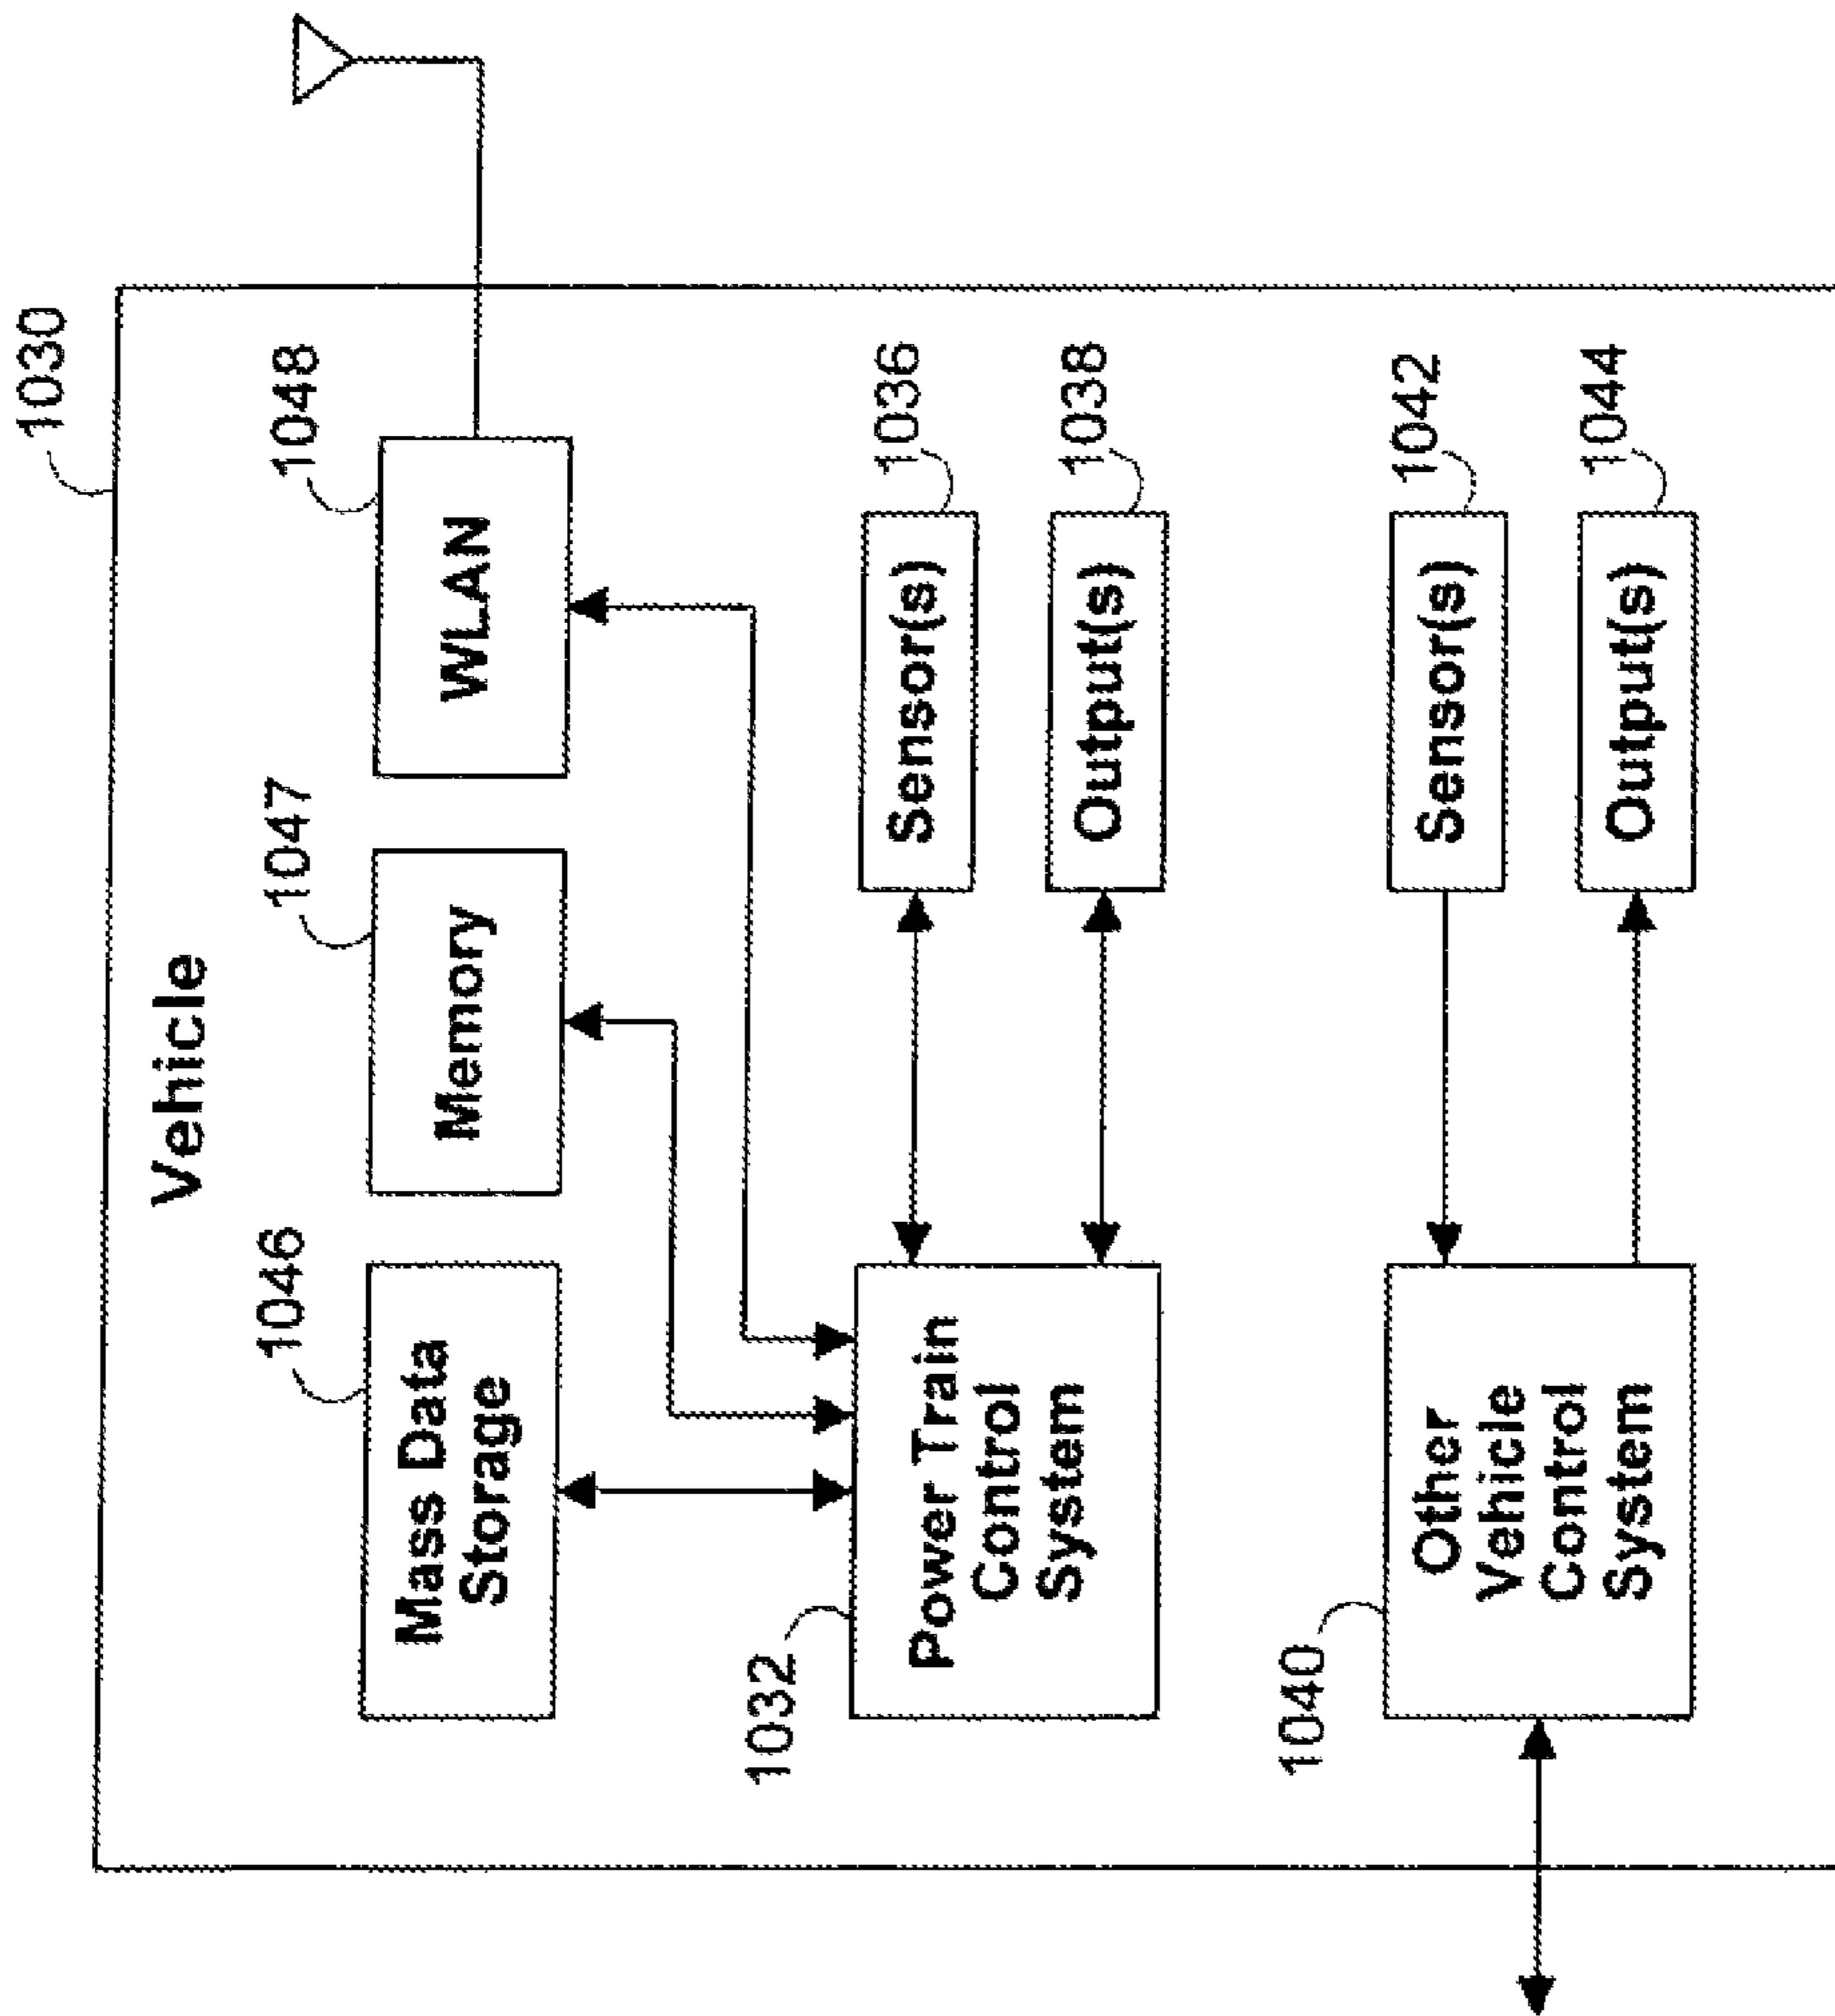 1030
Vehicle
1046
1047
1048
Mass Data
Storage
Memory
WLAN
1032
Power Train
Control
System
Sensor(s)
1036
Output(s)
1038
1040
Other
Vehicle
Control
System
Sensor(s)
1042
Output(s)
1044